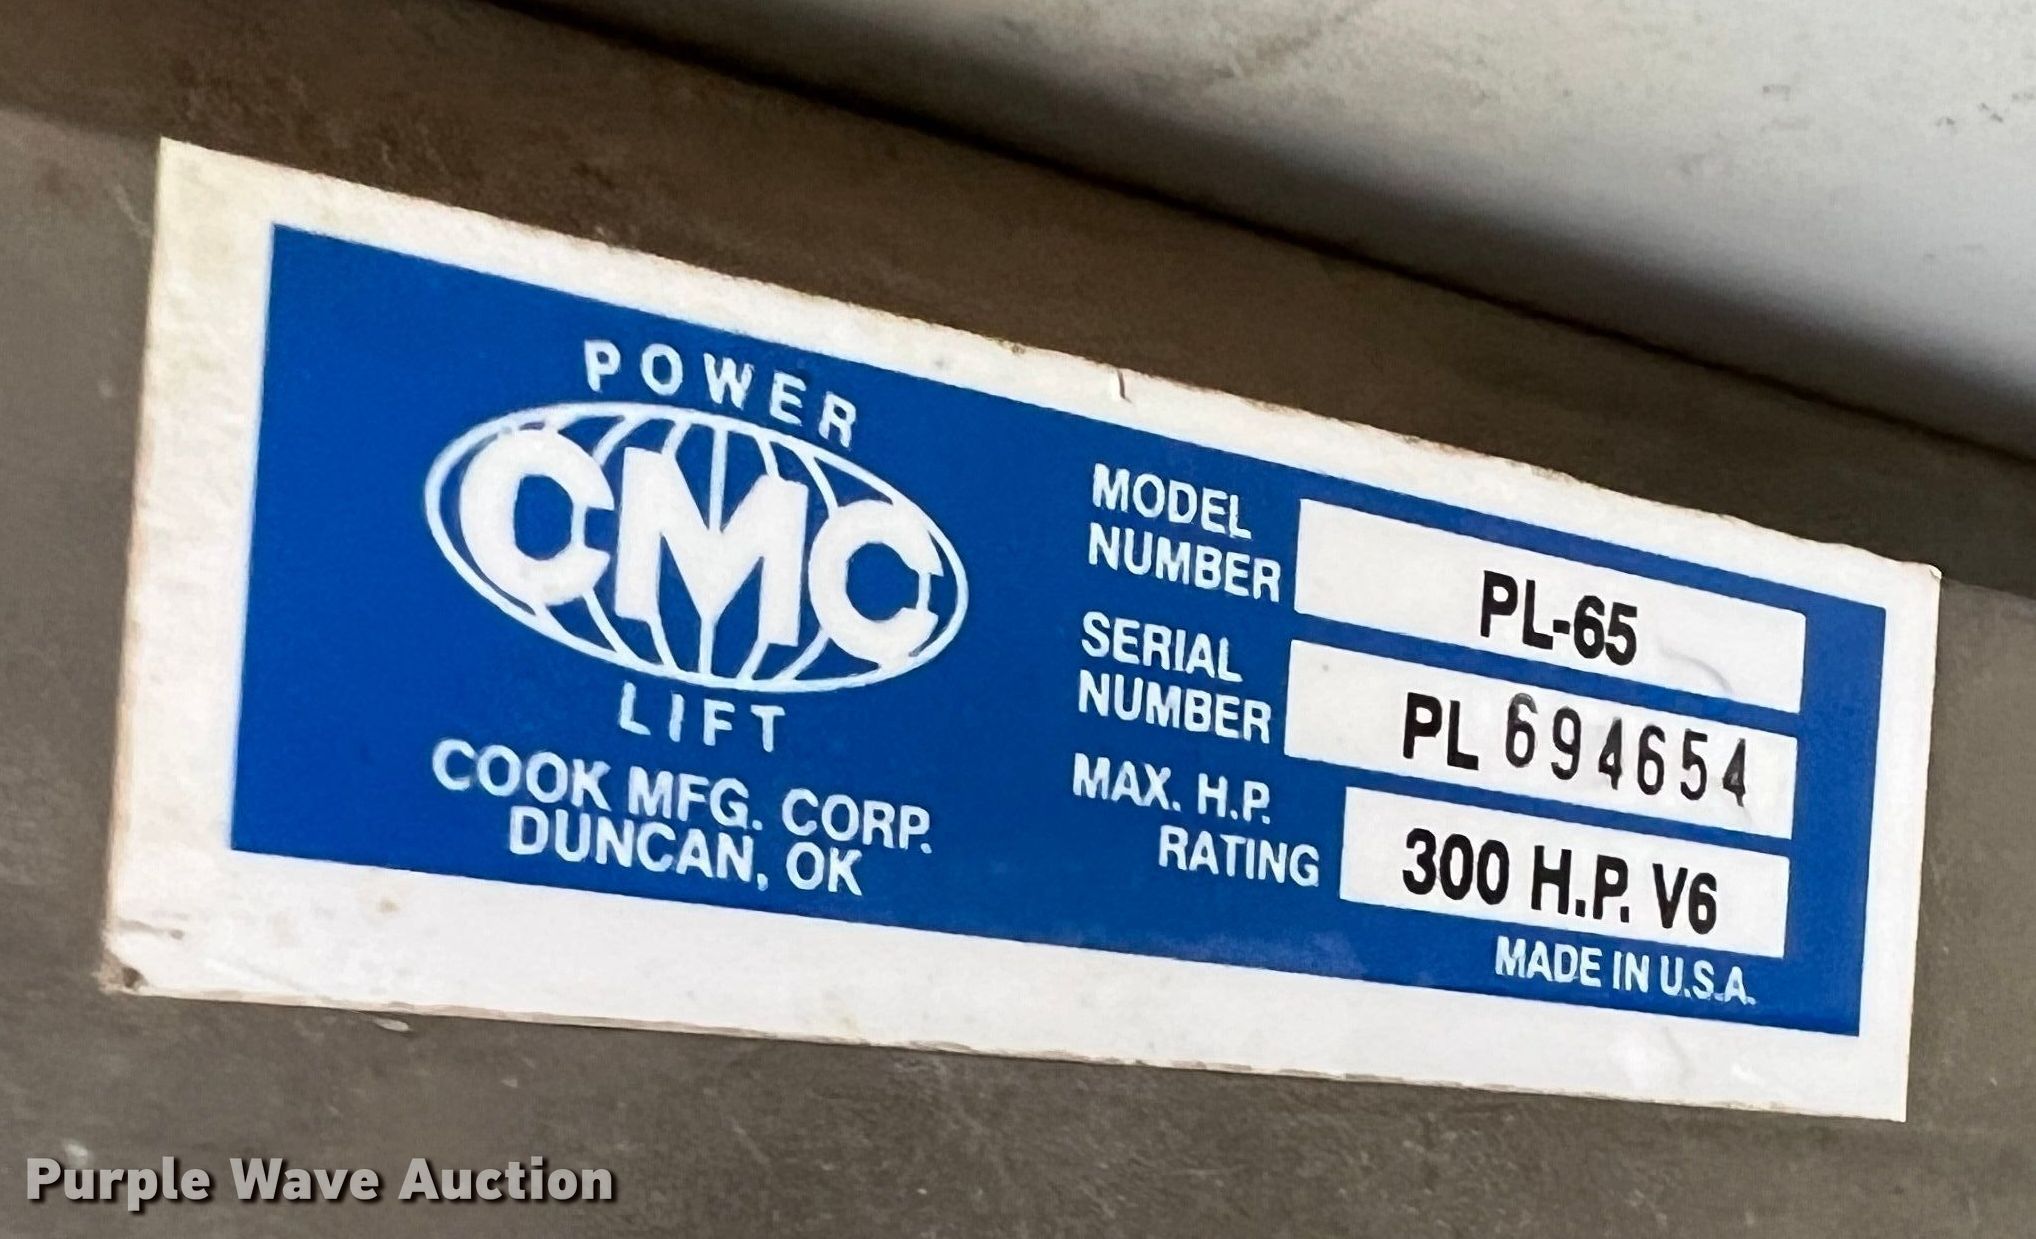 POWER
CMC
LIFT
COOK MFG. CORP.
DUNCAN, OK
MODEL
NUMBER
PL-65
SERIAL
NUMBER
PL 694654
MAX. H.P.
RATING
300 H.P. V6
MADE IN U.S.A.
Purple Wave Auction